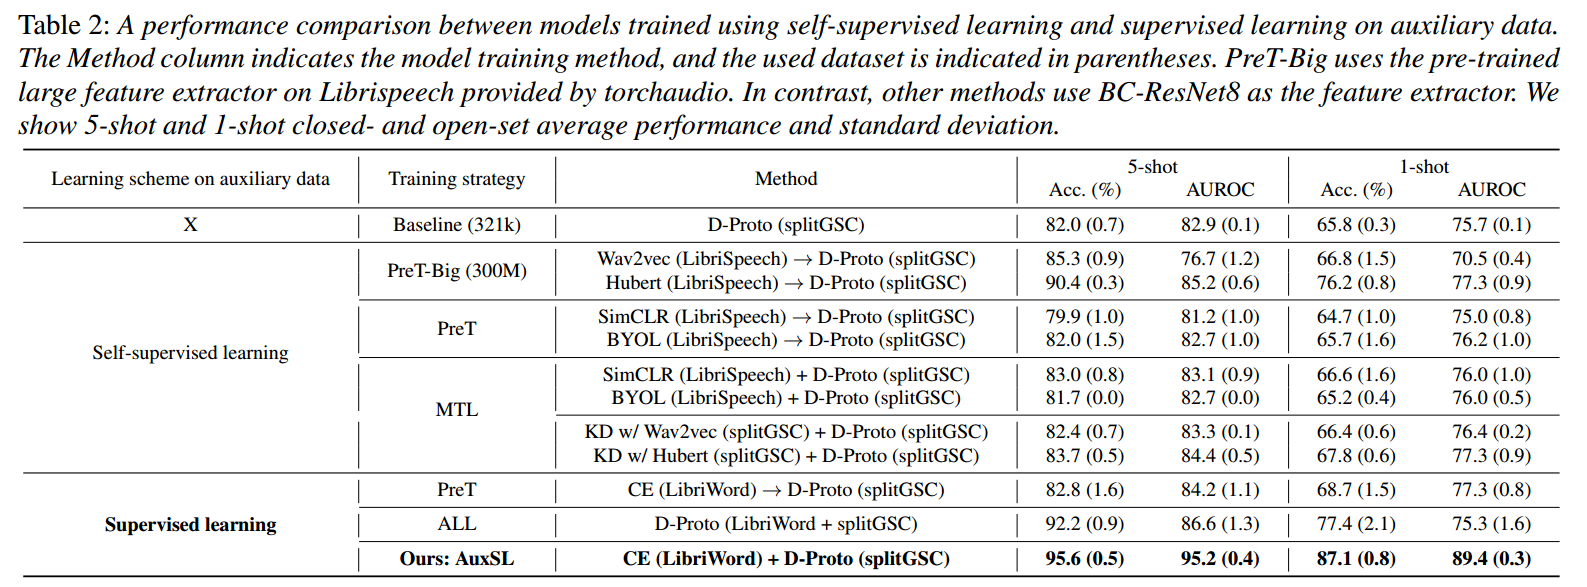 Table 2: A performance comparison between models trained using self-supervised learning and supervised learning on auxiliary data.
The Method column indicates the model training method, and the used dataset is indicated in parentheses. PreT-Big uses the pre-trained
large feature extractor on Librispeech provided by torchaudio. In contrast, other methods use BC-ResNet8 as the feature extractor. We
show 5-shot and 1-shot closed- and open-set average performance and standard deviation.
Learning scheme on auxiliary data Training strategy Method 5-shot 1-shot
Acc. (%) AUROC Acc. (%) AUROC
X Baseline (321k) D-Proto (splitGSC) 82.0 (0.7) 82.9 (0.1) 65.8 (0.3) 75.7 (0.1)
Self-supervised learning PreT-Big (300M) Wav2vec (LibriSpeech) → D-Proto (splitGSC) 85.3 (0.9) 76.7 (1.2) 66.8 (1.5) 70.5 (0.4)
Hubert (LibriSpeech) → D-Proto (splitGSC) 90.4 (0.3) 85.2 (0.6) 76.2 (0.8) 77.3 (0.9)
PreT SimCLR (LibriSpeech) → D-Proto (splitGSC) 79.9 (1.0) 81.2 (1.0) 64.7 (1.0) 75.0 (0.8)
BYOL (LibriSpeech) → D-Proto (splitGSC) 82.0 (1.5) 82.7 (1.0) 65.7 (1.6) 76.2 (1.0)
MTL SimCLR (LibriSpeech) + D-Proto (splitGSC) 83.0 (0.8) 83.1 (0.9) 66.6 (1.6) 76.0 (1.0)
BYOL (LibriSpeech) + D-Proto (splitGSC) 81.7 (0.0) 82.7 (0.0) 65.2 (0.4) 76.0 (0.5)
KD w/ Wav2vec (splitGSC) + D-Proto (splitGSC) 82.4 (0.7) 83.3 (0.1) 66.4 (0.6) 76.4 (0.2)
KD w/ Hubert (splitGSC) + D-Proto (splitGSC) 83.7 (0.5) 84.4 (0.5) 67.8 (0.6) 77.3 (0.9)
Supervised learning PreT CE (LibriWord) → D-Proto (splitGSC) 82.8 (1.6) 84.2 (1.1) 68.7 (1.5) 77.3 (0.8)
ALL D-Proto (LibriWord + splitGSC) 92.2 (0.9) 86.6 (1.3) 77.4 (2.1) 75.3 (1.6)
Ours: AuxSL CE (LibriWord) + D-Proto (splitGSC) 95.6 (0.5) 95.2 (0.4) 87.1 (0.8) 89.4 (0.3)